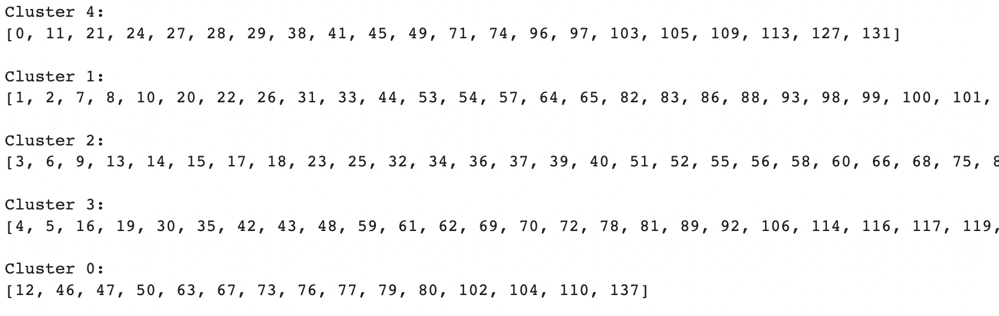 Cluster 4:
[0, 11, 21, 24, 27, 28, 29, 38, 41, 45, 49, 71, 74, 96, 97, 103, 105, 109, 113, 127, 131]
Cluster 1:
[1, 2, 7, 8, 10, 20, 22, 26, 31, 33, 44, 53, 54, 57, 64, 65, 82, 83, 86, 88, 93, 98, 99, 100, 101,
Cluster 2:
[3, 6, 9, 13, 14, 15, 17, 18, 23, 25, 32, 34, 36, 37, 39, 40, 51, 52, 55, 56, 58, 60, 66, 68, 75,
Cluster 3:
[4, 5, 16, 19, 30, 35, 42, 43, 48, 59, 61, 62, 69, 70, 72, 78, 81, 89, 92, 106, 114, 116, 117, 119,
Cluster 0:
[12, 46, 47, 50, 63, 67, 73, 76, 77, 79, 80, 102, 104, 110, 137]